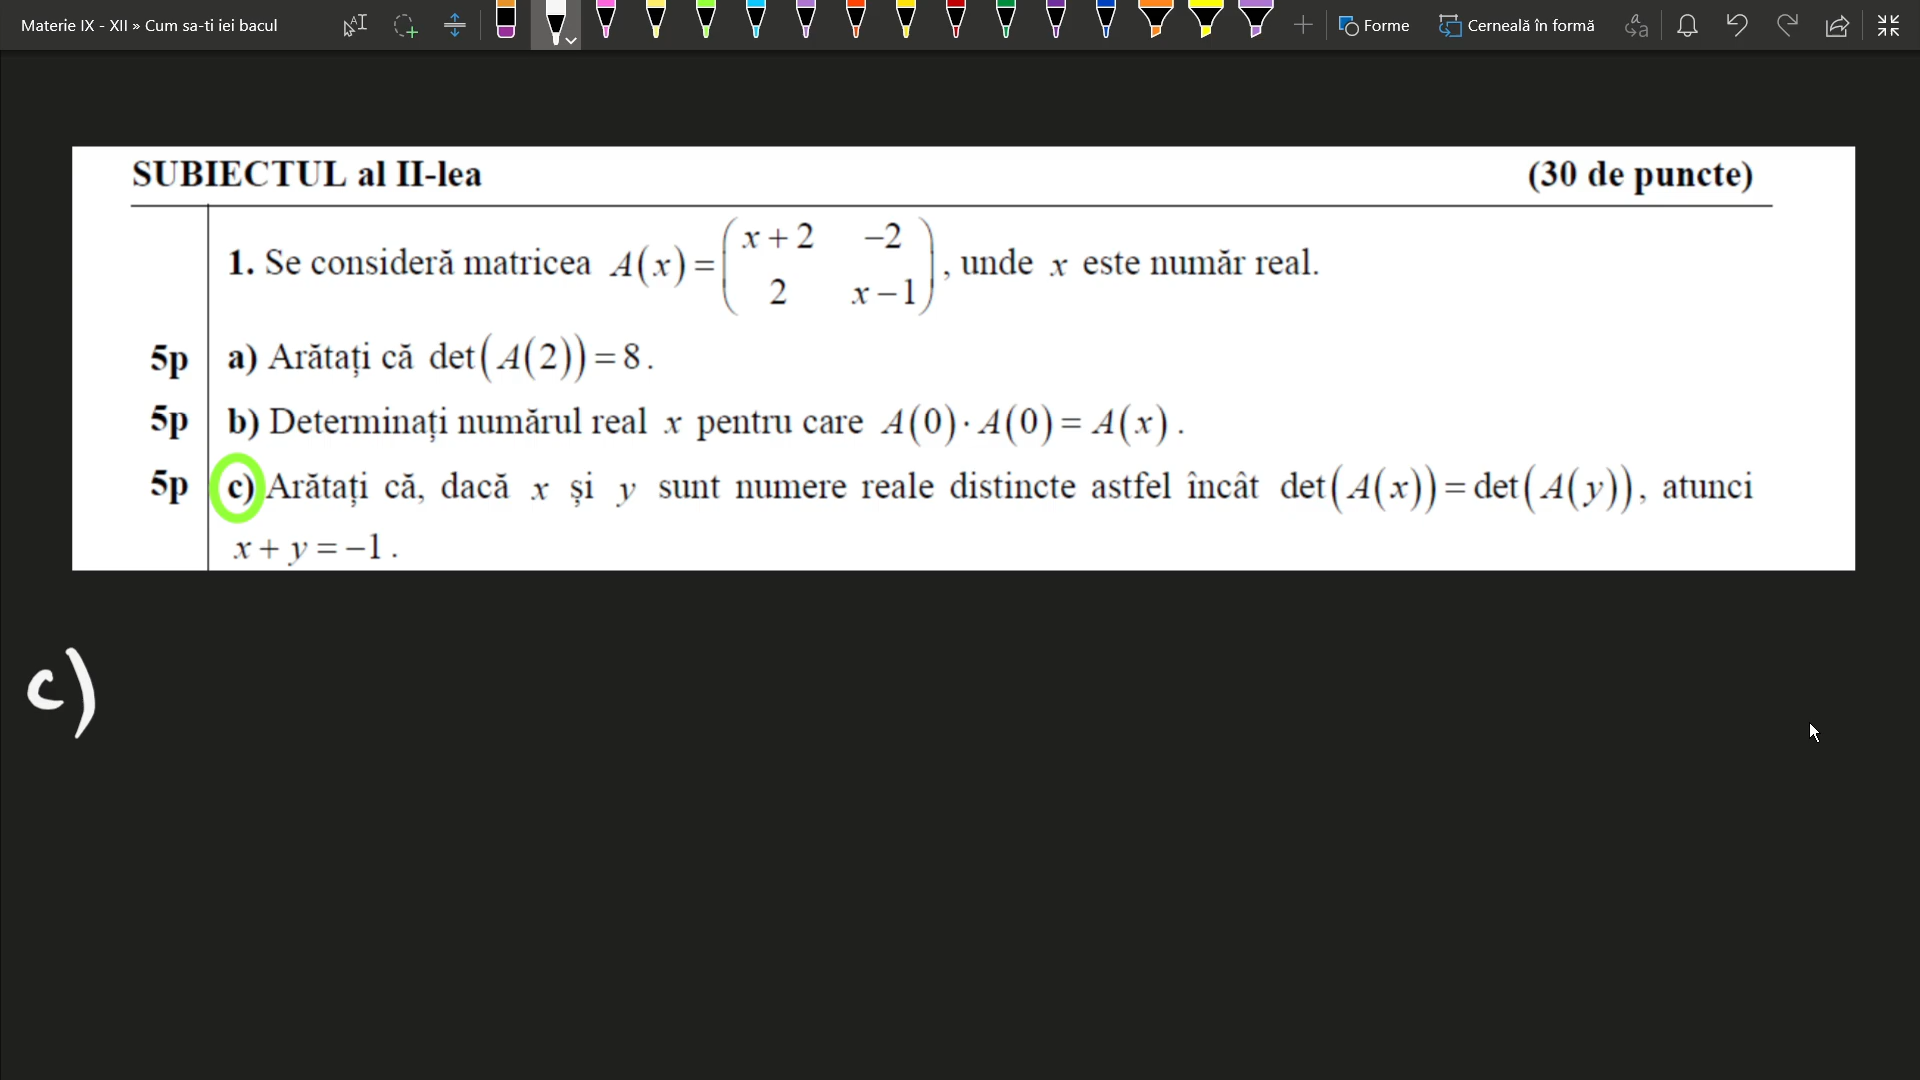 Materie IX - XII » Cum sa-ti iei bacul
Forme
Cerneală în formă
SUBIECTUL al II-lea (30 de puncte)
1. Se consideră matricea A(x) = ( x+2 -2 ; 2 x-1 ), unde x este număr real.
5p a) Arătați că det(A(2)) = 8.
5p b) Determinați numărul real x pentru care A(0)·A(0) = A(x).
5p c) Arătați că, dacă x și y sunt numere reale distincte astfel încât det(A(x)) = det(A(y)), atunci
x + y = −1.
c)